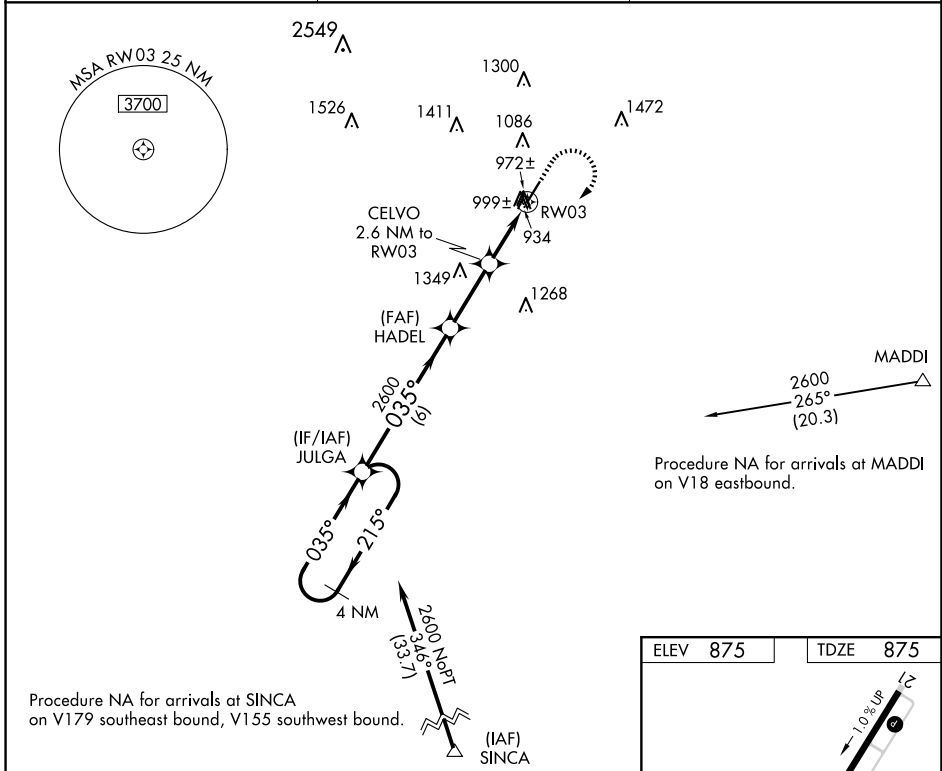 MSA RW03 25 NM
3700
2549
1300
1526
1411
1086
1472
972±
999±
RW03
934
CELVO
2.6 NM to
RW03
1349
1268
(FAF)
HADEL
2600
035°
(6)
(IF/IAF)
JULGA
035°
215°
4 NM
MADDI
2600
265°
(20.3)
Procedure NA for arrivals at MADDI
on V18 eastbound.
2600 NoPT
346°
(33.7)
(IAF)
SINCA
Procedure NA for arrivals at SINCA
on V179 southeast bound, V155 southwest bound.
ELEV 875
TDZE 875
21
1.0% UP
P